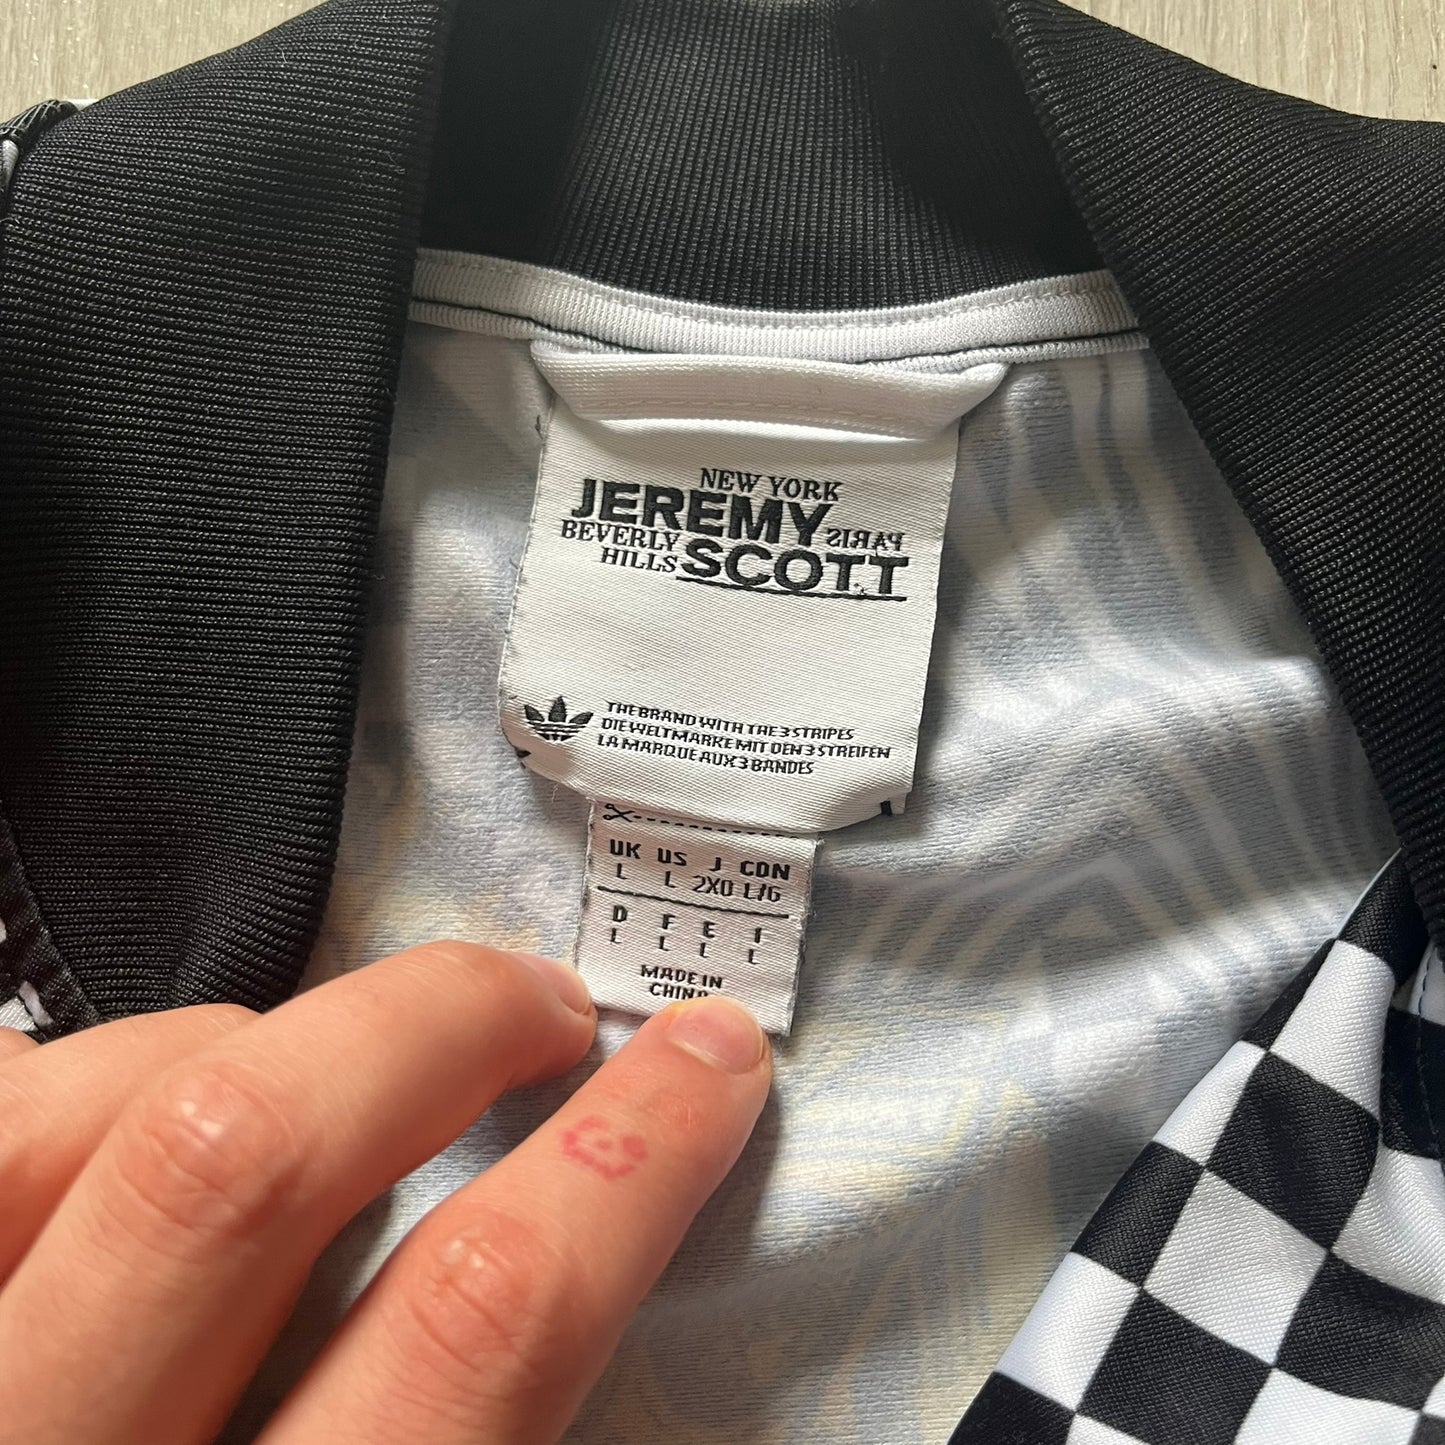 NEW YORK
JEREMY
PARIS
BEVERLY
HILLS
SCOTT
THE BRAND WITH THE 3 STRIPES
DIE WELTMARKE MIT DEN 3 STREIFEN
LA MARQUE AUX 3 BANDES
UK US J CDN
L L 2XO L/G
D F E I
L L L L
MADE IN
CHINA